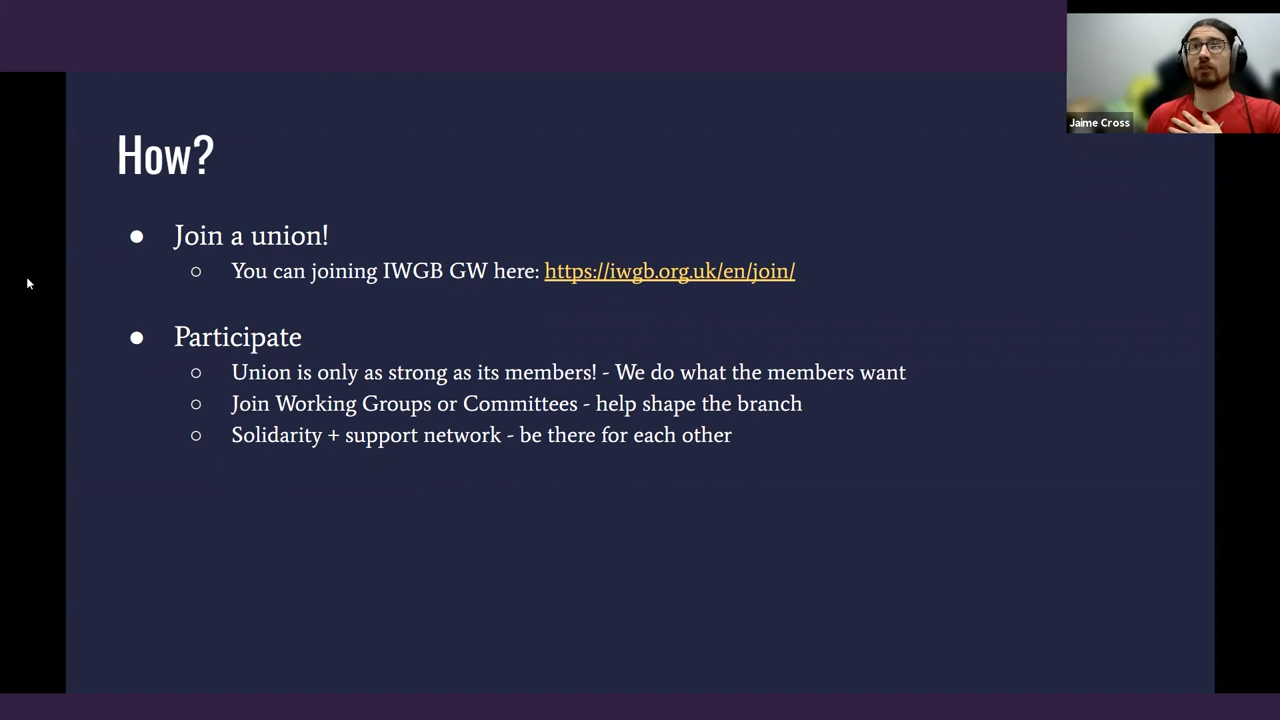 Jaime Cross
How?
● Join a union!
○ You can joining IWGB GW here: https://iwgb.org.uk/en/join/
● Participate
○ Union is only as strong as its members! - We do what the members want
○ Join Working Groups or Committees - help shape the branch
○ Solidarity + support network - be there for each other